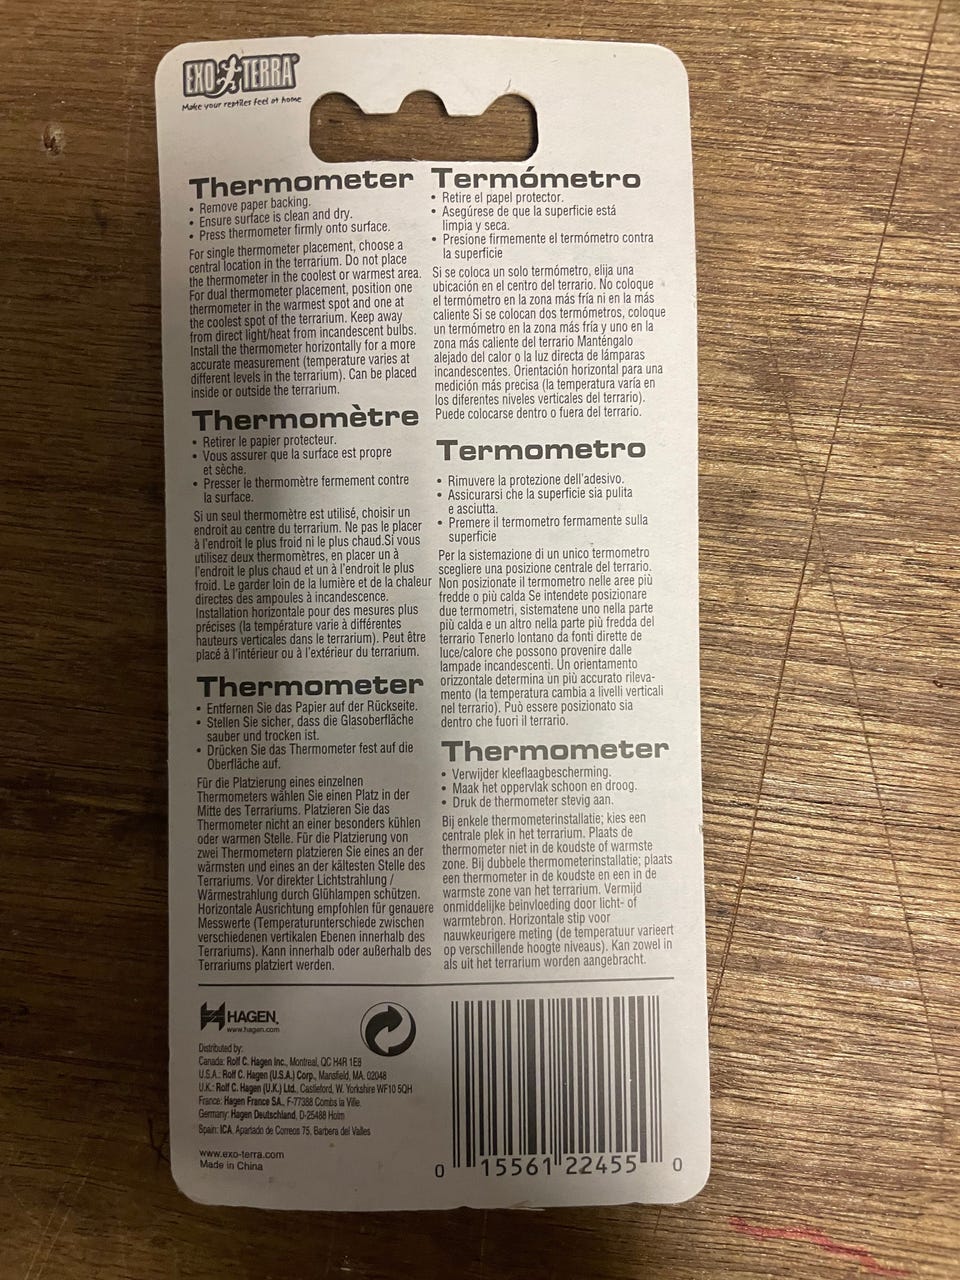 EXO TERRA®
Make your reptiles feel at home
Thermometer
• Remove paper backing.
• Ensure surface is clean and dry.
• Press thermometer firmly onto surface.
For single thermometer placement, choose a
central location in the terrarium. Do not place
the thermometer in the coolest or warmest area.
For dual thermometer placement, position one
thermometer in the warmest spot and one at
the coolest spot of the terrarium. Keep away
from direct light/heat from incandescent bulbs.
Install the thermometer horizontally for a more
accurate measurement (temperature varies at
different levels in the terrarium). Can be placed
inside or outside the terrarium.
Thermomètre
• Retirer le papier protecteur.
• Vous assurer que la surface est propre
et sèche.
• Presser le thermomètre fermement contre
la surface.
Si un seul thermomètre est utilisé, choisir un
endroit au centre du terrarium. Ne pas le placer
à l'endroit le plus froid ni le plus chaud.Si vous
utilisez deux thermomètres, en placer un à
l'endroit le plus chaud et un à l'endroit le plus
froid. Le garder loin de la lumière et de la chaleur
directes des ampoules à incandescence.
Installation horizontale pour des mesures plus
précises (la température varie à différentes
hauteurs verticales dans le terrarium). Peut être
placé à l'intérieur ou à l'extérieur du terrarium.
Thermometer
• Entfernen Sie das Papier auf der Rückseite.
• Stellen Sie sicher, dass die Glasoberfläche
sauber und trocken ist.
• Drücken Sie das Thermometer fest auf die
Oberfläche auf.
Für die Platzierung eines einzelnen
Thermometers wählen Sie einen Platz in der
Mitte des Terrariums. Platzieren Sie das
Thermometer nicht an einer besonders kühlen
oder warmen Stelle. Für die Platzierung von
zwei Thermometern platzieren Sie eines an der
wärmsten und eines an der kältesten Stelle des
Terrariums. Vor direkter Lichtstrahlung /
Wärmestrahlung durch Glühlampen schützen.
Horizontale Ausrichtung empfohlen für genauere
Messwerte (Temperaturunterschiede zwischen
verschiedenen vertikalen Ebenen innerhalb des
Terrariums). Kann innerhalb oder außerhalb des
Terrariums platziert werden.
Termómetro
• Retire el papel protector.
• Asegúrese de que la superficie está
limpia y seca.
• Presione firmemente el termómetro contra
la superficie
Si se coloca un solo termómetro, elija una
ubicación en el centro del terrario. No coloque
el termómetro en la zona más fría ni en la más
caliente Si se colocan dos termómetros, coloque
un termómetro en la zona más fría y uno en la
zona más caliente del terrario Manténgalo
alejado del calor o la luz directa de lámparas
incandescentes. Orientación horizontal para una
medición más precisa (la temperatura varía en
los diferentes niveles verticales del terrario).
Puede colocarse dentro o fuera del terrario.
Termometro
• Rimuvere la protezione dell'adesivo.
• Assicurarsi che la superficie sia pulita
e asciutta.
• Premere il termometro fermamente sulla
superficie
Per la sistemazione di un unico termometro
scegliere una posizione centrale del terrario.
Non posizionate il termometro nelle aree più
fredde o più calda Se intendete posizionare
due termometri, sistematene uno nella parte
più calda e un altro nella parte più fredda del
terrario Tenerlo lontano da fonti dirette de
luce/calore che possono provenire dalle
lampade incandescenti. Un orientamento
orizzontale determina un più accurato rileva-
mento (la temperatura cambia a livelli verticali
nel terrario). Può essere posizionato sia
dentro che fuori il terrario.
Thermometer
• Verwijder kleeflaagbescherming.
• Maak het oppervlak schoon en droog.
• Druk de thermometer stevig aan.
Bij enkele thermometerinstallatie; kies een
centrale plek in het terrarium. Plaats de
thermometer niet in de koudste of warmste
zone. Bij dubbele thermometerinstallatie; plaats
een thermometer in de koudste en een in de
warmste zone van het terrarium. Vermijd
onmiddelijke beinvloeding door licht- of
warmtebron. Horizontale stip voor
nauwkeurigere meting (de temperatuur varieert
op verschillende hoogte niveaus). Kan zowel in
als uit het terrarium worden aangebracht.
HAGEN.
www.hagen.com
Distributed by:
Canada: Rolf C. Hagen Inc., Montreal, QC H4R 1E8
U.S.A.: Rolf C. Hagen (U.S.A.) Corp., Mansfield, MA. 02048
U.K.: Rolf C. Hagen (U.K.) Ltd., Castleford, W. Yorkshire WF10 5QH
France: Hagen France SA., F-77388 Combs la Ville.
Germany: Hagen Deutschland, D-25488 Holm
Spain: ICA, Apartado de Correos 75, Barbera del Valles
www.exo-terra.com
Made in China
0 15561 22455 0